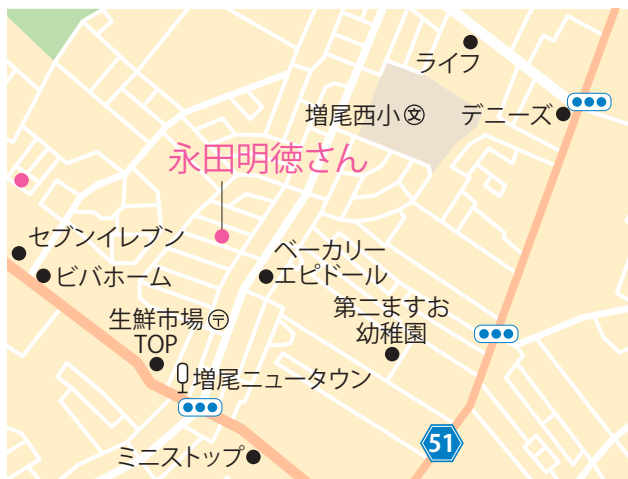 ライフ
増尾西小
文
デニーズ
永田明徳さん
セブンイレブン
ビバホーム
ベーカリー
エピドール
生鮮市場〒
TOP
第二ますお
幼稚園
増尾ニュータウン
51
ミニストップ